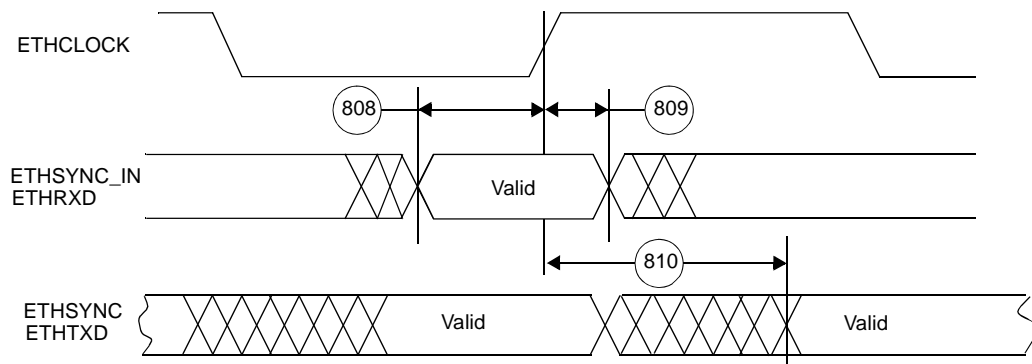 ETHCLOCK
808
809
ETHSYNC_IN
ETHRXD
Valid
810
ETHSYNC
ETHTXD
Valid
Valid